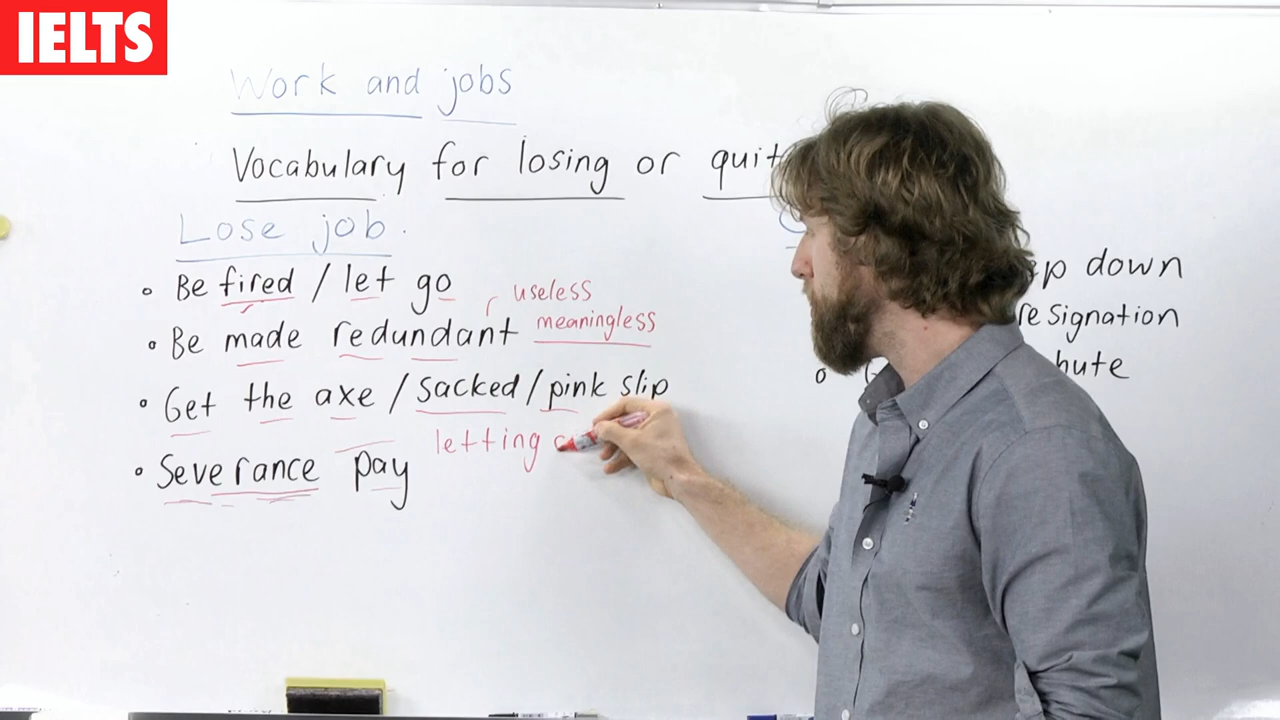 IELTS
Work and jobs
Vocabulary for losing or quit
Lose job.
Be fired / let go
useless
Be made redundant meaningless
Get the axe / sacked / pink slip
letting
Severance pay
down
resignation